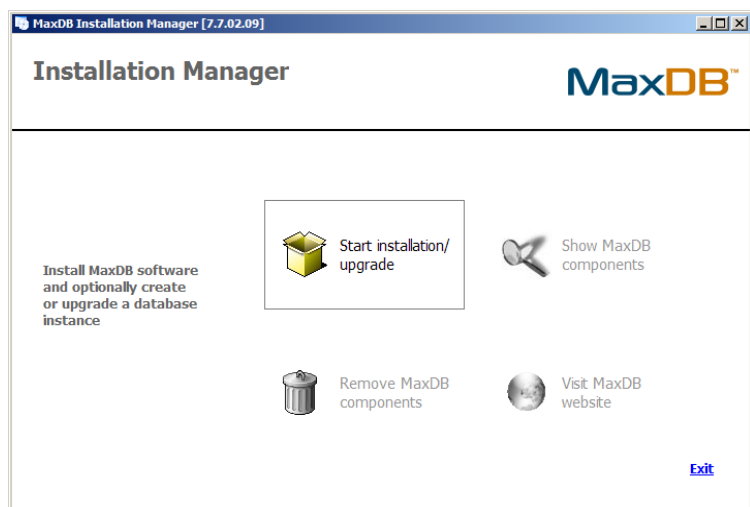 MaxDB Installation Manager [7.7.02.09]
Installation Manager
MaxDB™
Start installation/
upgrade
Show MaxDB
components
Install MaxDB software
and optionally create
or upgrade a database
instance
Remove MaxDB
components
Visit MaxDB
website
Exit